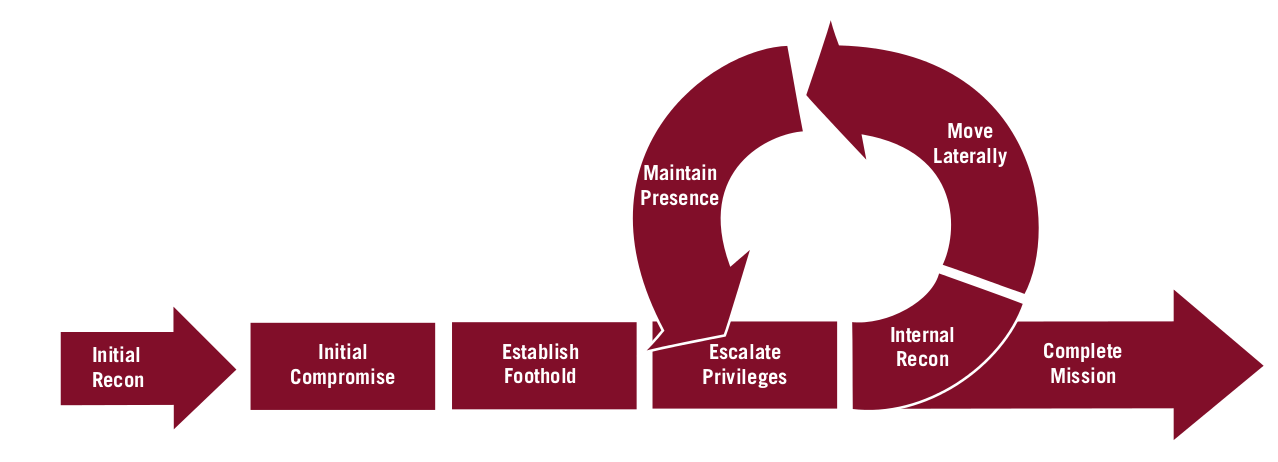 Initial
Recon
Initial
Compromise
Establish
Foothold
Escalate
Privileges
Internal
Recon
Move
Laterally
Maintain
Presence
Complete
Mission